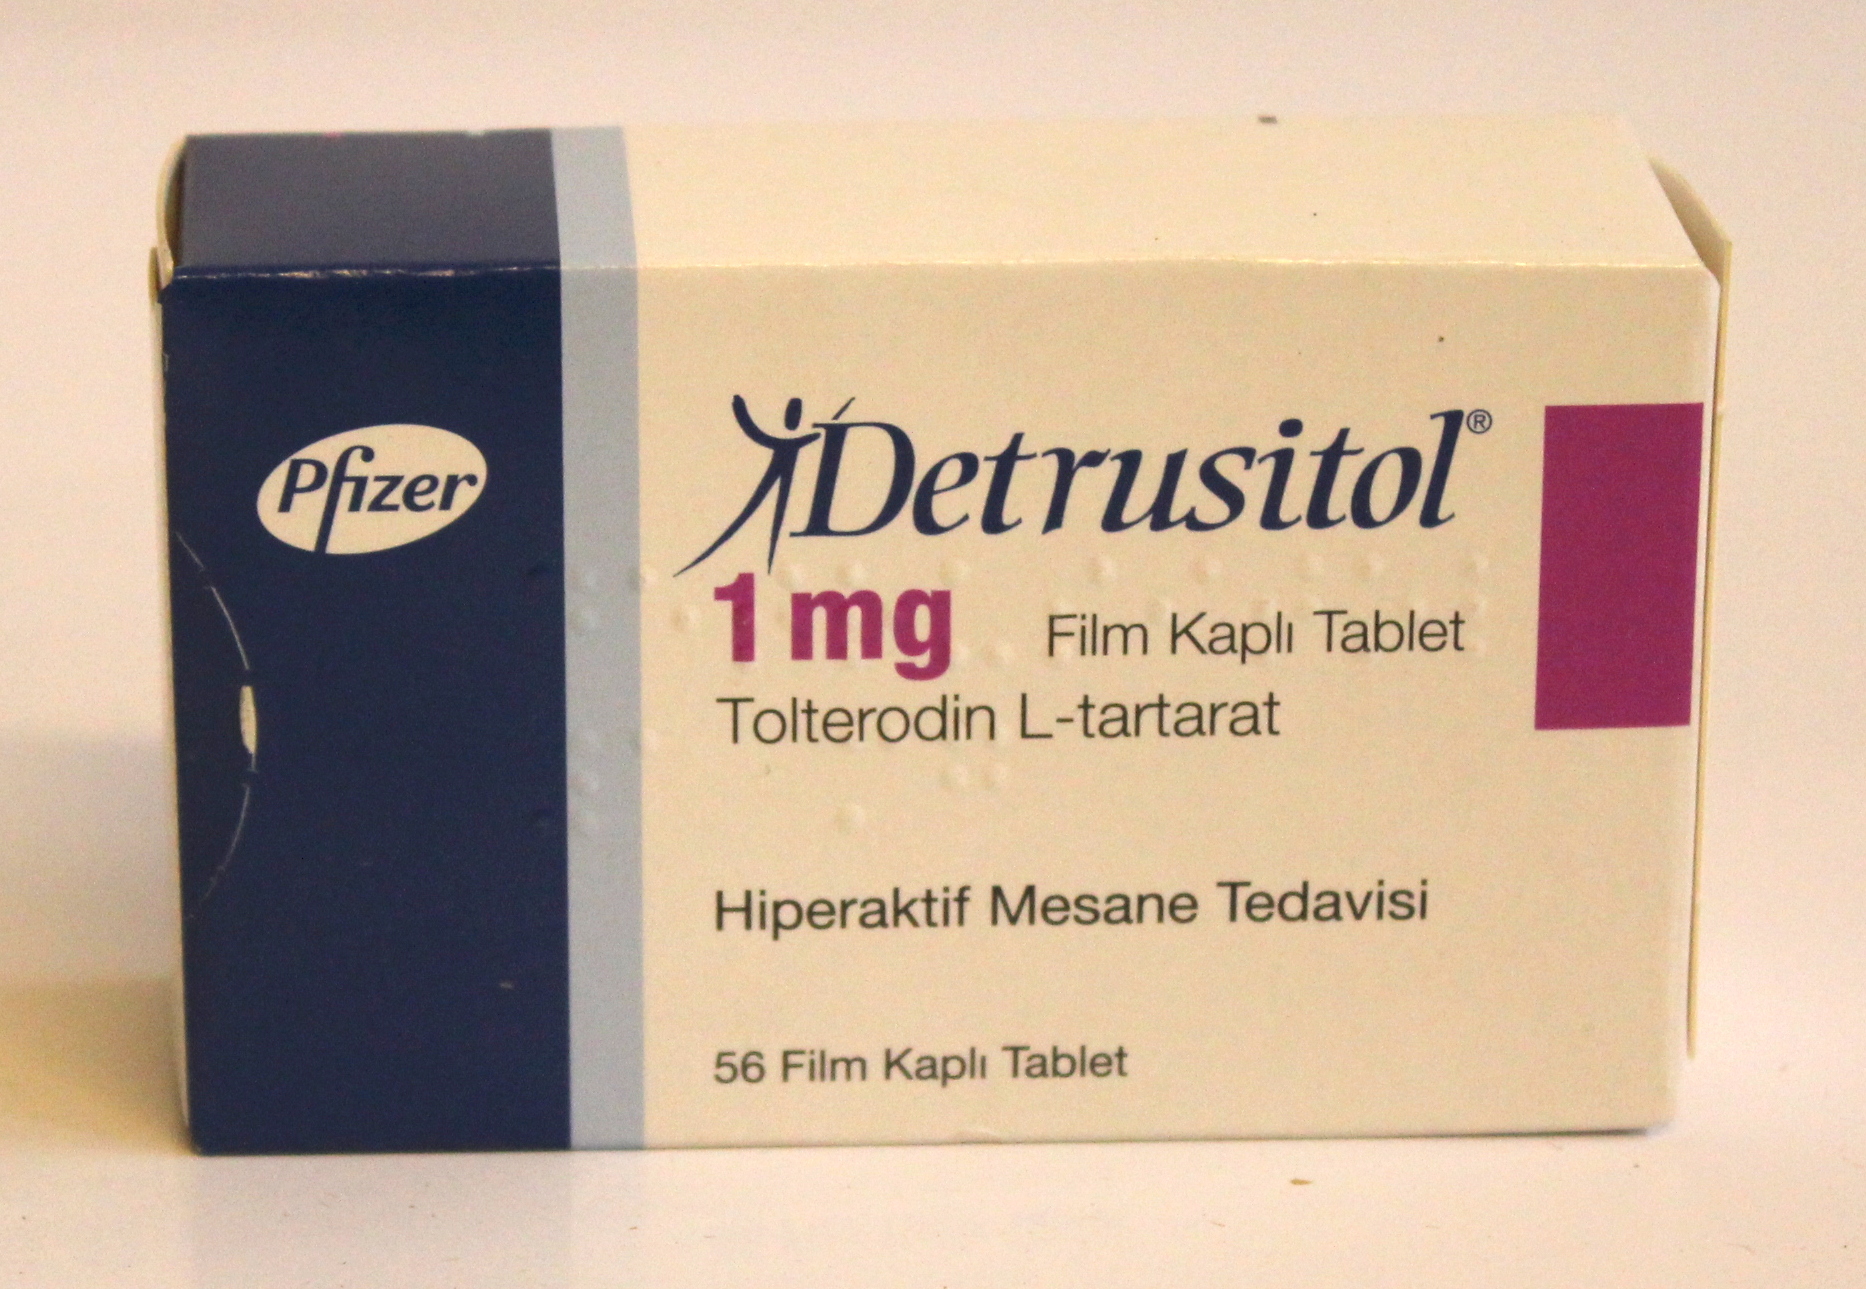 Pfizer
Detrusitol®
1 mg Film Kaplı Tablet
Tolterodin L-tartarat
Hiperaktif Mesane Tedavisi
56 Film Kaplı Tablet